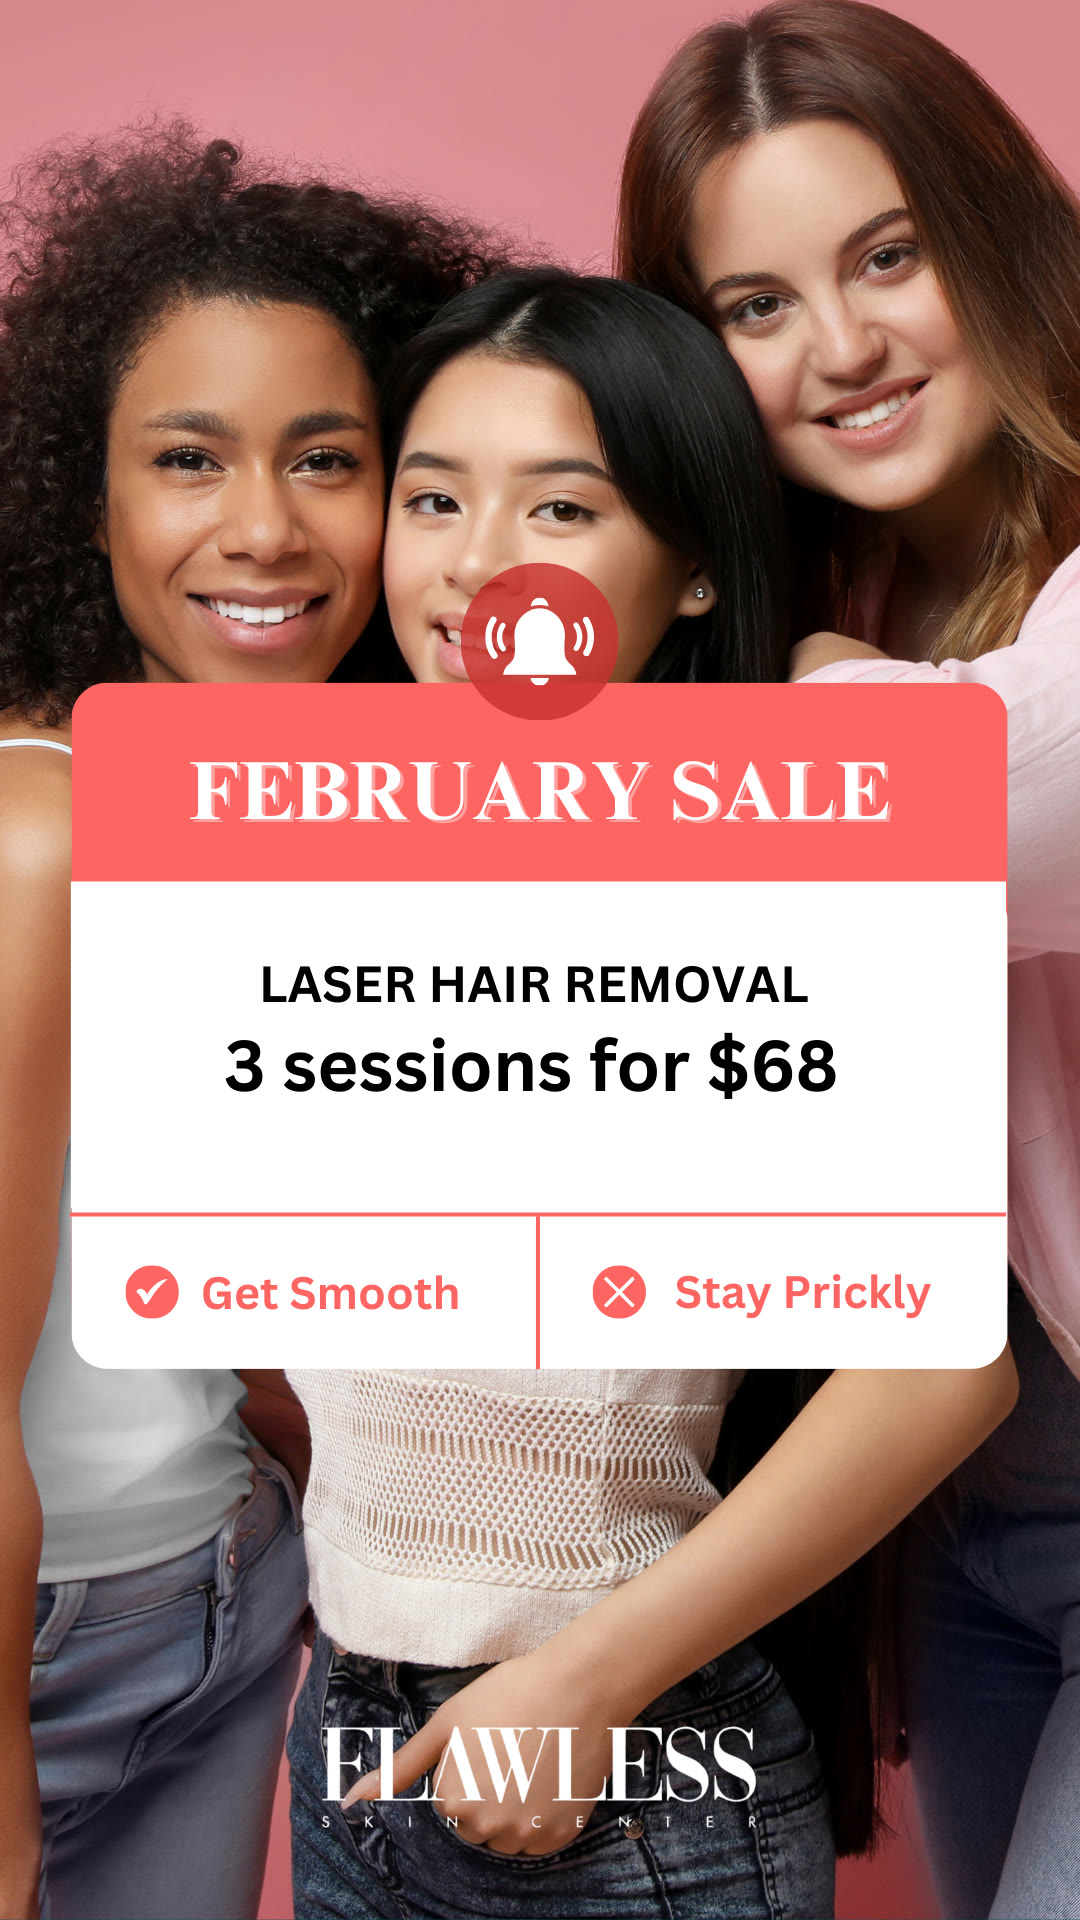 FEBRUARY SALE
LASER HAIR REMOVAL
3 sessions for $68
Get Smooth
Stay Prickly
FLAWLESS
SKIN CENTER